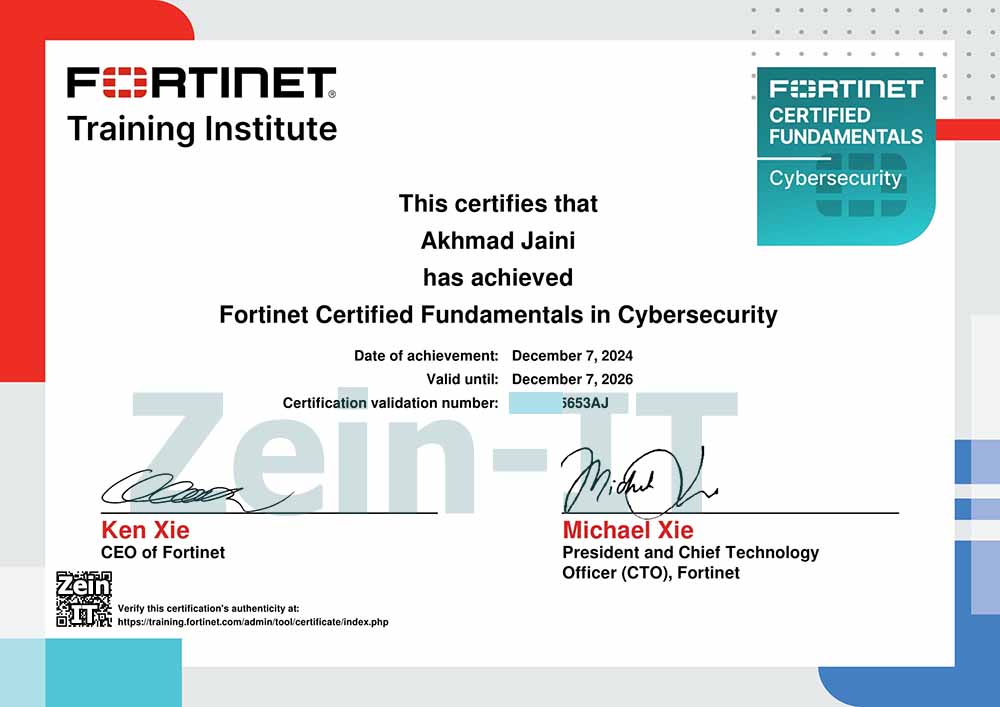 FORTINET®
Training Institute
FORTINET
CERTIFIED
FUNDAMENTALS
Cybersecurity
This certifies that
Akhmad Jaini
has achieved
Fortinet Certified Fundamentals in Cybersecurity
Date of achievement: December 7, 2024
Valid until: December 7, 2026
Certification validation number: 5653AJ
Zein-IT
Ken Xie
CEO of Fortinet
Michael Xie
President and Chief Technology
Officer (CTO), Fortinet
Zein
IT
Verify this certification's authenticity at:
https://training.fortinet.com/admin/tool/certificate/index.php